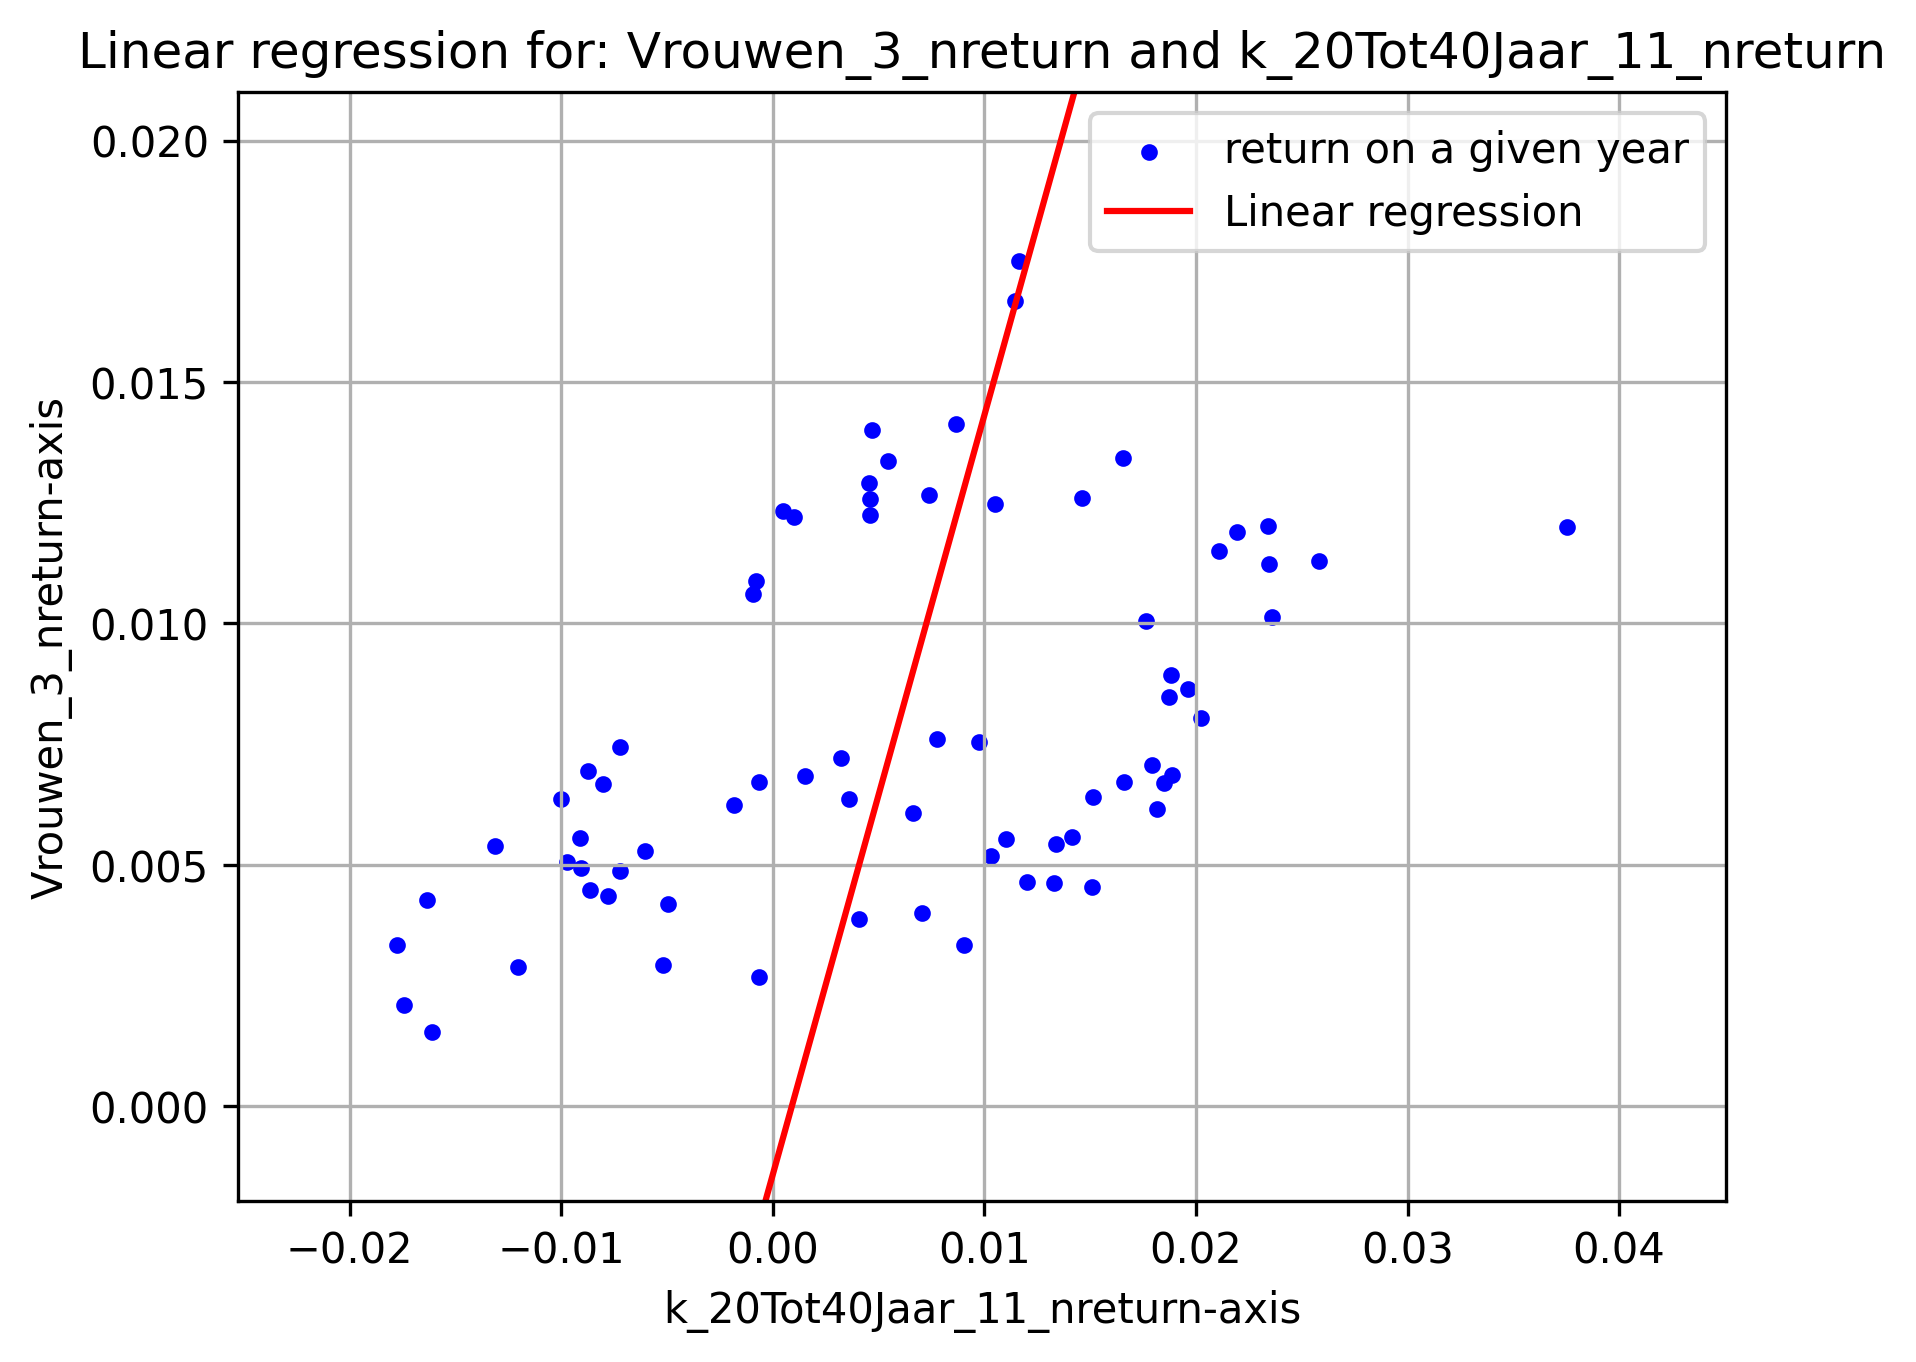 Linear regression for: Vrouwen_3_nreturn and k_20Tot40Jaar_11_nreturn
return on a given year
Linear regression
0.020
0.015
0.010
0.005
0.000
Vrouwen_3_nreturn-axis
−0.02
−0.01
0.00
0.01
0.02
0.03
0.04
k_20Tot40Jaar_11_nreturn-axis